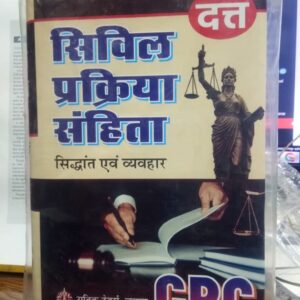 दत्त
सिविल
प्रक्रिया
संहिता
सिद्धांत एवं व्यवहार
CPC